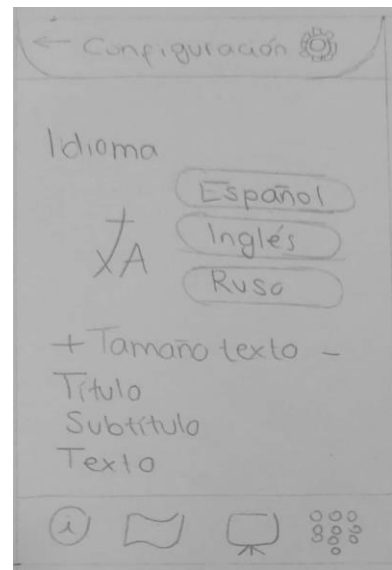 ← Configuración
Idioma
Español
Inglés
Ruso
+ Tamaño texto -
Título
Subtítulo
Texto
i